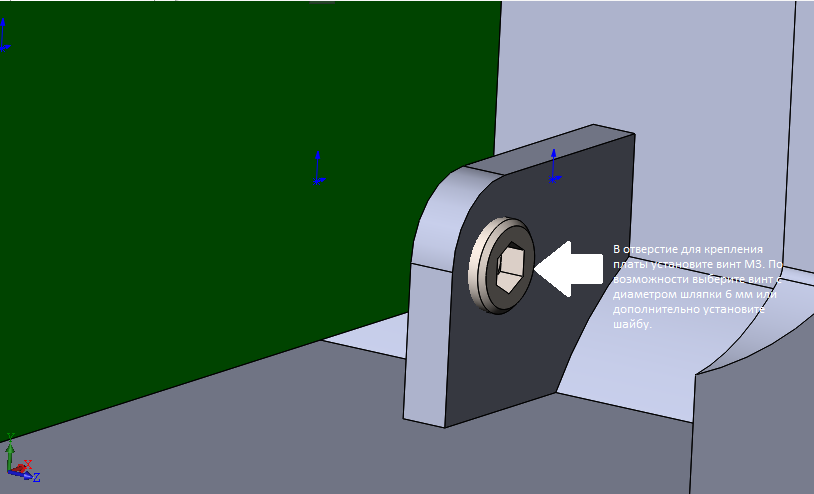 В отверстие для крепления
платы установите винт М3. По
возможности выберите винт с
диаметром шляпки 6 мм или
дополнительно установите
шайбу.
Y
X
Z